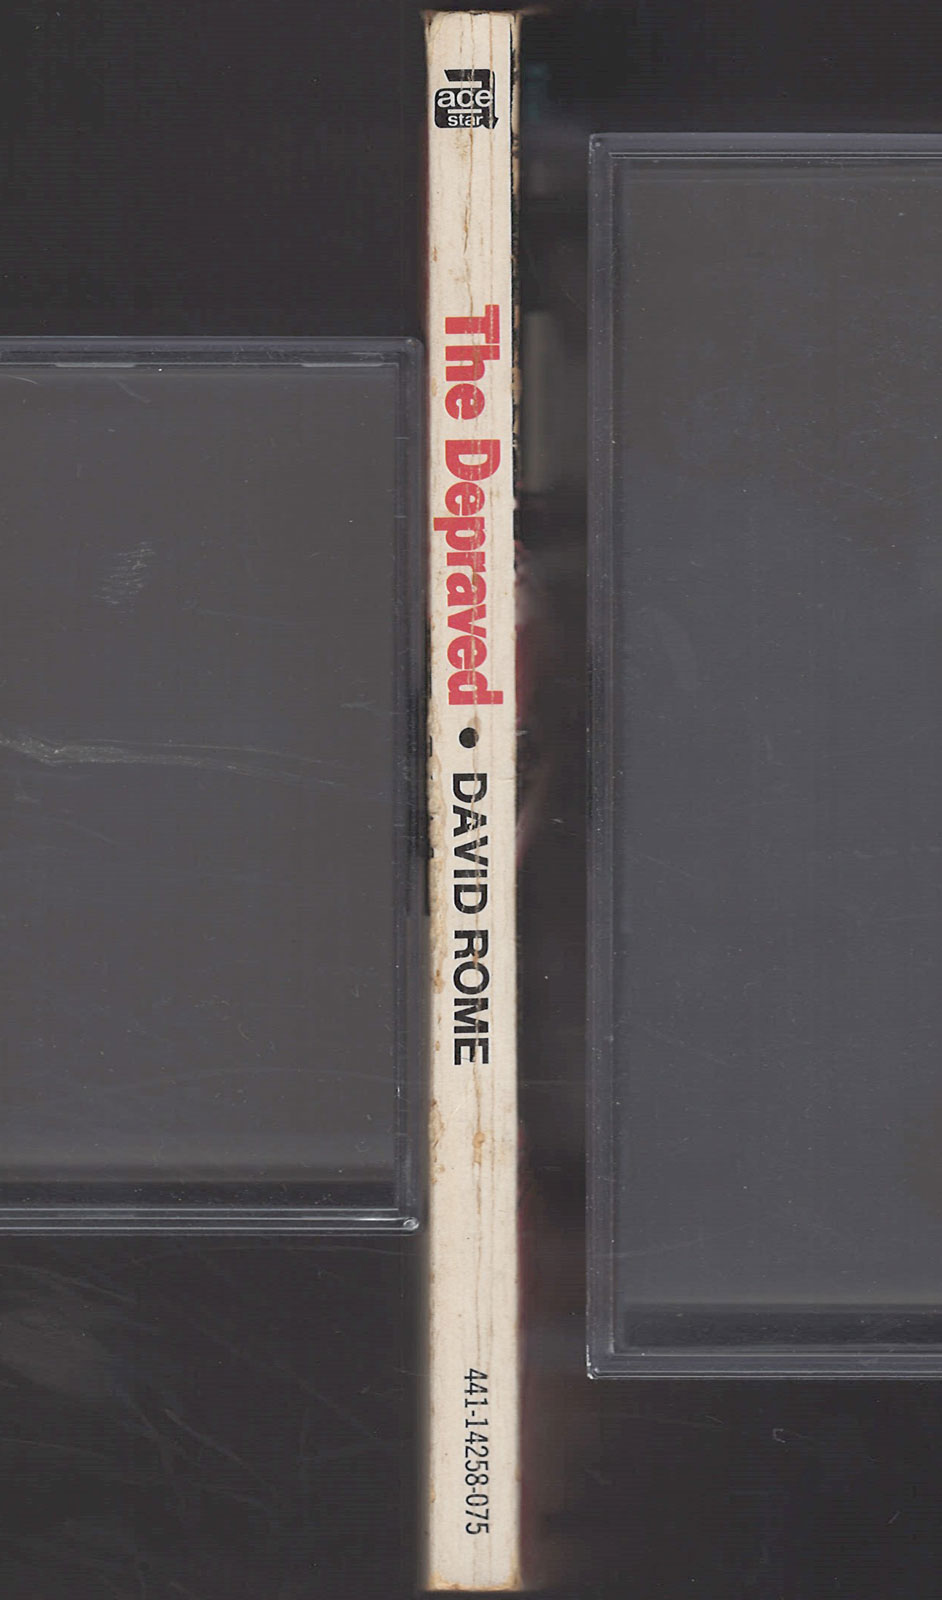 ace
star
The Depraved • DAVID ROME
441-14258-075